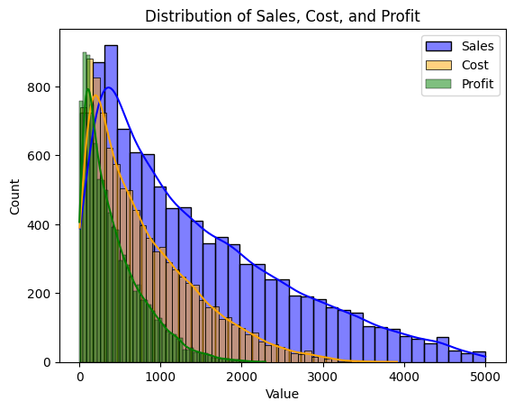 Distribution of Sales, Cost, and Profit
Sales
Cost
Profit
Count
800
600
400
200
0
0 1000 2000 3000 4000 5000
Value